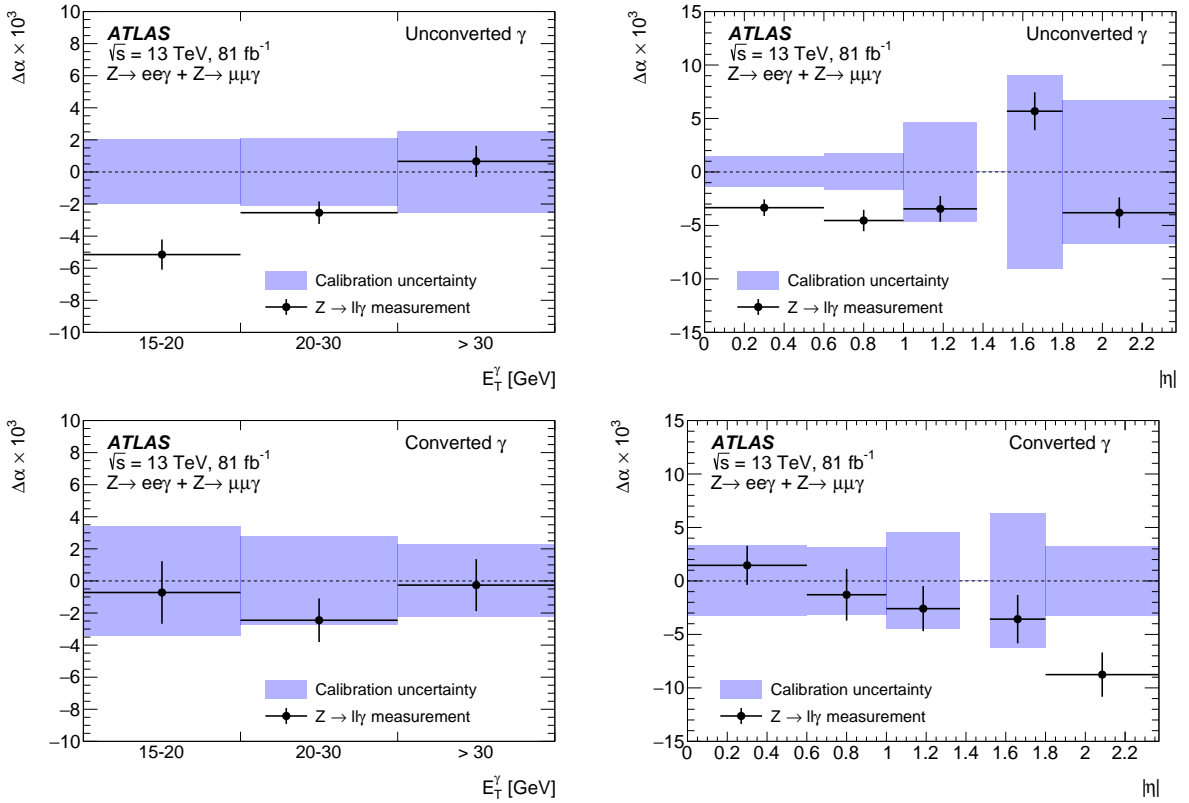 Δα × 10³
10
8
6
4
2
0
−2
−4
−6
−8
−10
ATLAS
√s = 13 TeV, 81 fb⁻¹
Z→ eeγ + Z→ μμγ
Unconverted γ
Calibration uncertainty
Z → llγ measurement
15-20 20-30 > 30
E_T^γ [GeV]
Δα × 10³
15
10
5
0
−5
−10
−15
ATLAS
√s = 13 TeV, 81 fb⁻¹
Z→ eeγ + Z→ μμγ
Unconverted γ
Calibration uncertainty
Z → llγ measurement
0 0.2 0.4 0.6 0.8 1 1.2 1.4 1.6 1.8 2 2.2
|η|
Δα × 10³
10
8
6
4
2
0
−2
−4
−6
−8
−10
ATLAS
√s = 13 TeV, 81 fb⁻¹
Z→ eeγ + Z→ μμγ
Converted γ
Calibration uncertainty
Z → llγ measurement
15-20 20-30 > 30
E_T^γ [GeV]
Δα × 10³
15
10
5
0
−5
−10
−15
ATLAS
√s = 13 TeV, 81 fb⁻¹
Z→ eeγ + Z→ μμγ
Converted γ
Calibration uncertainty
Z → llγ measurement
0 0.2 0.4 0.6 0.8 1 1.2 1.4 1.6 1.8 2 2.2
|η|